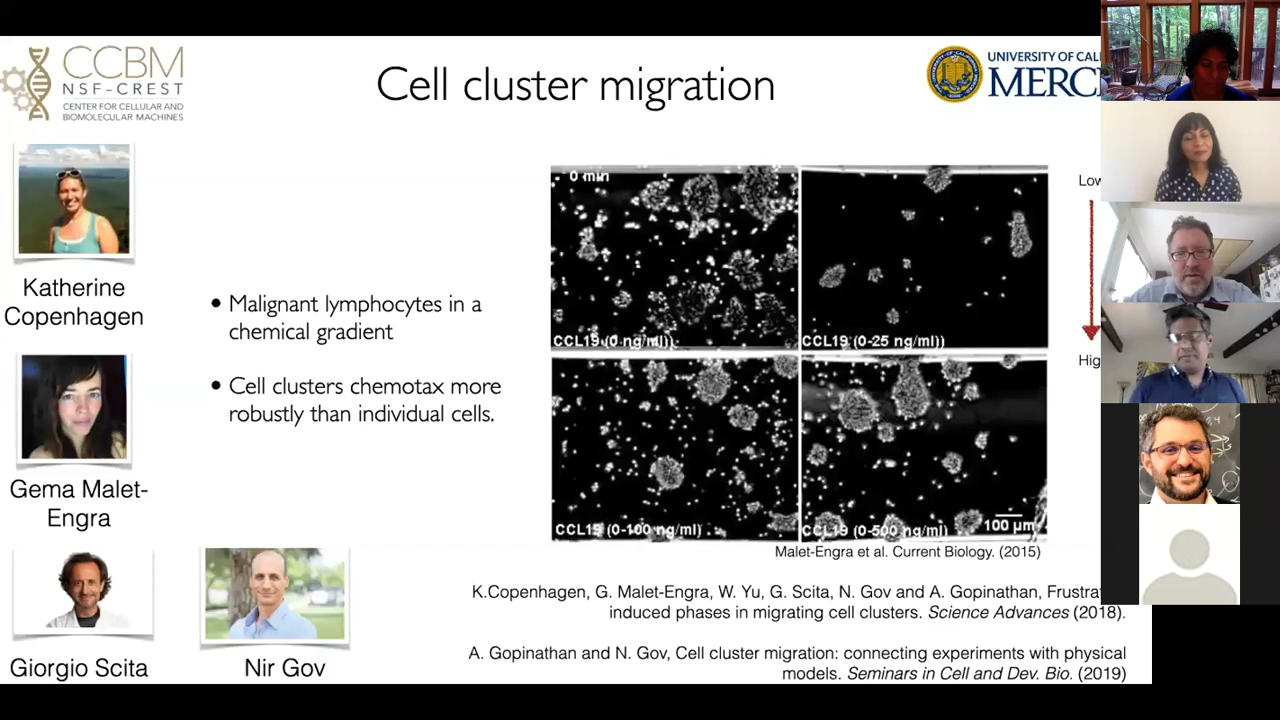 CCBM
NSF-CREST
CENTER FOR CELLULAR AND
BIOMOLECULAR MACHINES
Cell cluster migration
UNIVERSITY OF CAL
MERC
Katherine
Copenhagen
Gema Malet-
Engra
Giorgio Scita
Nir Gov
• Malignant lymphocytes in a
chemical gradient
• Cell clusters chemotax more
robustly than individual cells.
0 min
CCL19 (0 ng/ml))
CCL19 (0-25 ng/ml))
CCL19 (0-100 ng/ml)
CCL19 (0-500 ng/ml)
100 μm
Low
Hig
Malet-Engra et al. Current Biology. (2015)
K.Copenhagen, G. Malet-Engra, W. Yu, G. Scita, N. Gov and A. Gopinathan, Frustrat
induced phases in migrating cell clusters. Science Advances (2018).
A. Gopinathan and N. Gov, Cell cluster migration: connecting experiments with physical
models. Seminars in Cell and Dev. Bio. (2019)